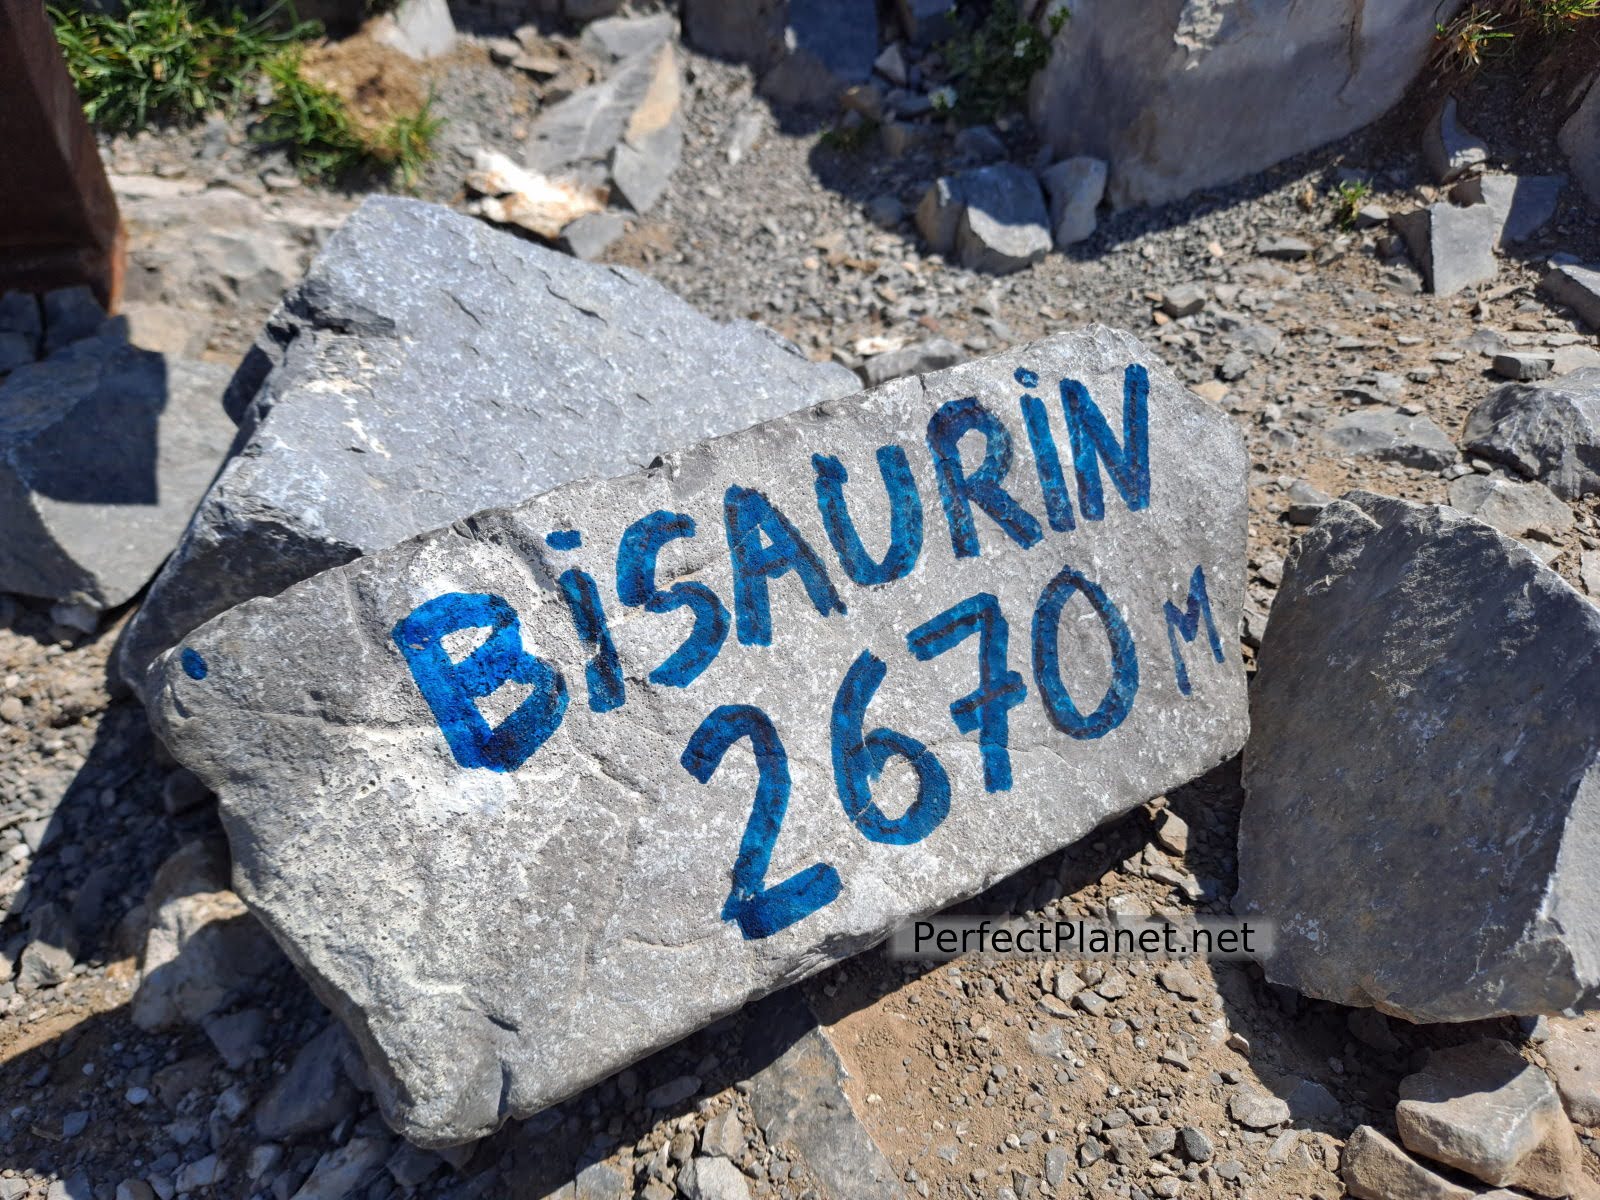 BiSAURiN
2670 M
PerfectPlanet.net